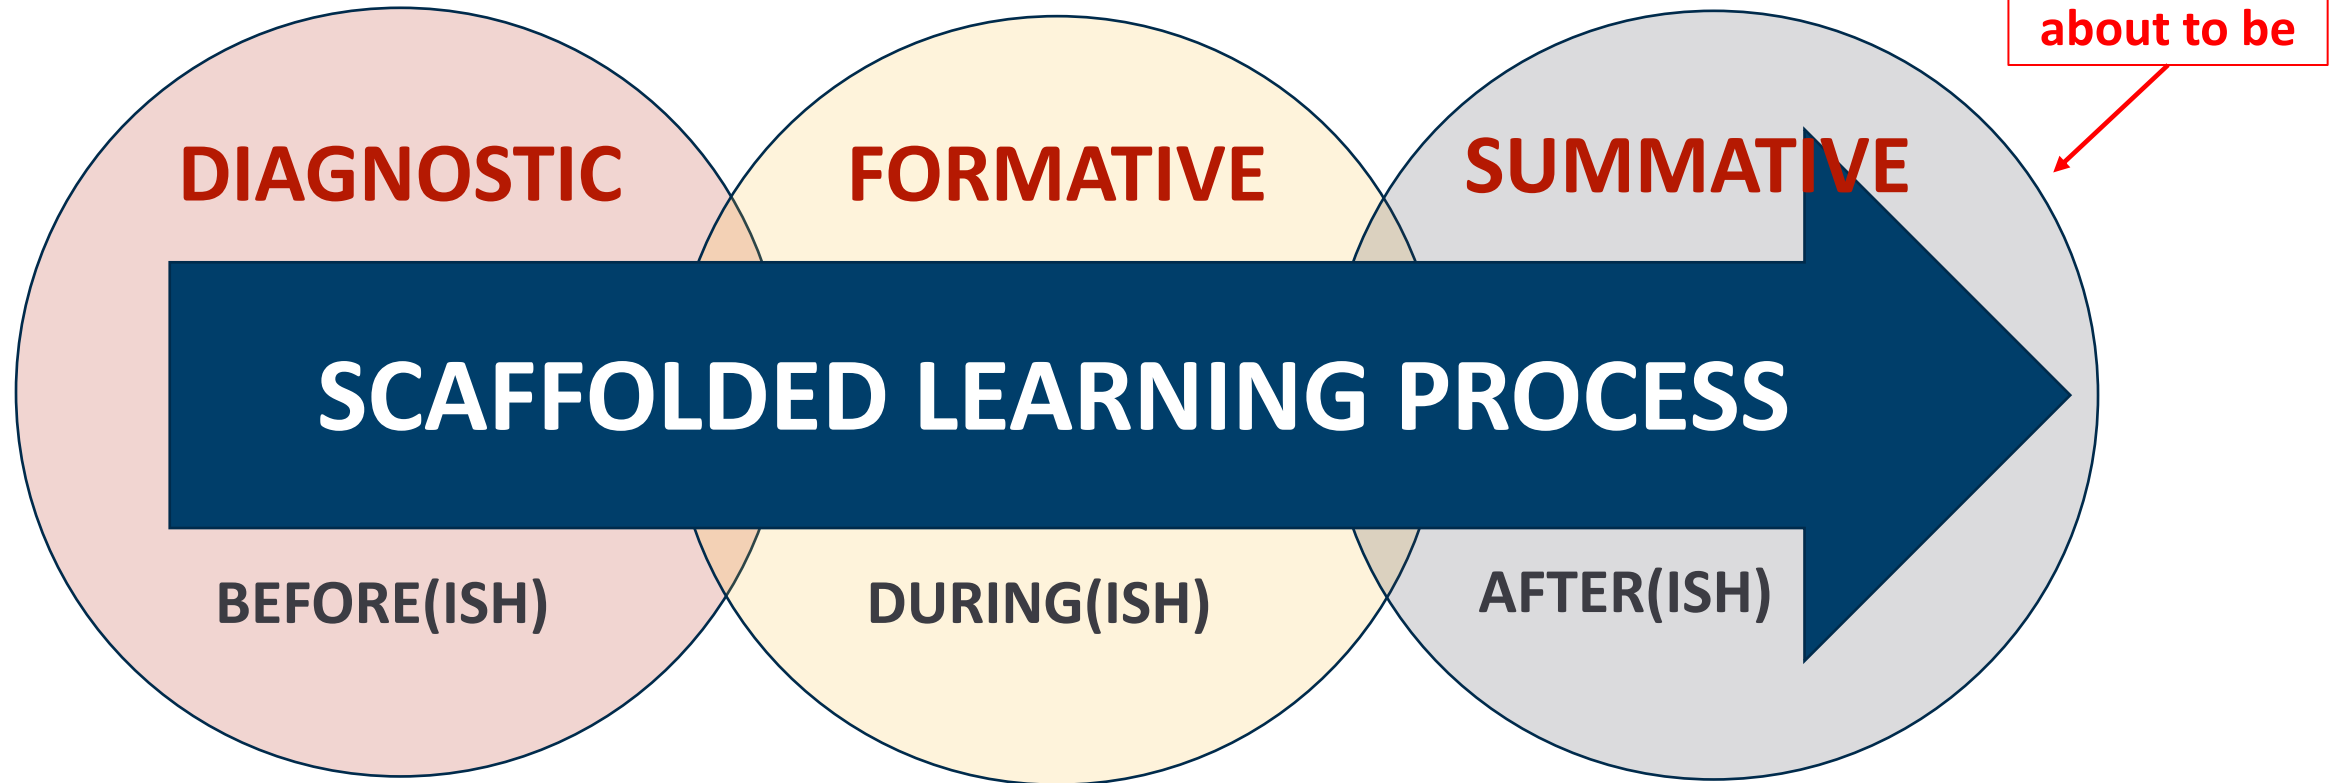 about to be
DIAGNOSTIC
FORMATIVE
SUMMATIVE
SCAFFOLDED LEARNING PROCESS
BEFORE(ISH)
DURING(ISH)
AFTER(ISH)